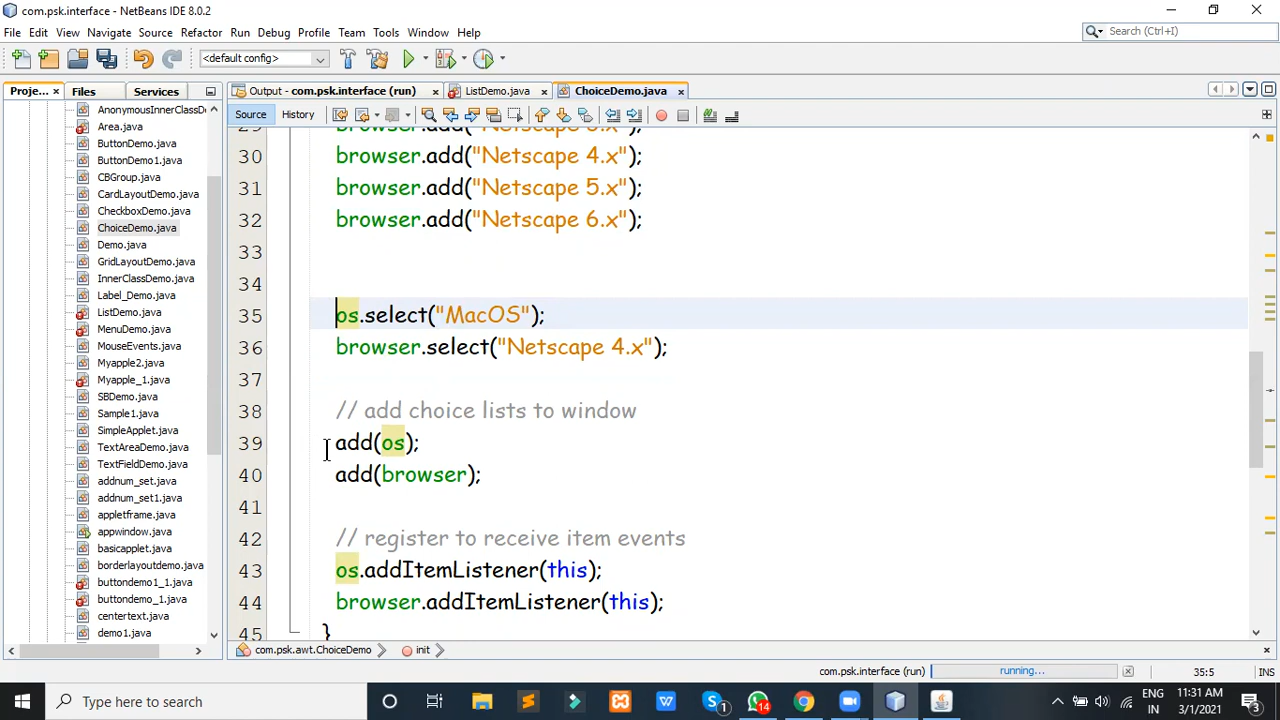 com.psk.interface - NetBeans IDE 8.0.2
File Edit View Navigate Source Refactor Run Debug Profile Team Tools Window Help
Search (Ctrl+I)
<default config>
Proje... Files Services
Output - com.psk.interface (run) ListDemo.java ChoiceDemo.java
Source History
AnonymousInnerClassD
Area.java
ButtonDemo.java
ButtonDemo1.java
CBGroup.java
CardLayoutDemo.java
CheckboxDemo.java
ChoiceDemo.java
Demo.java
GridLayoutDemo.java
InnerClassDemo.java
Label_Demo.java
ListDemo.java
MenuDemo.java
MouseEvents.java
Myapple2.java
Myapple_1.java
SBDemo.java
Sample1.java
SimpleApplet.java
TextAreaDemo.java
TextFieldDemo.java
addnum_set.java
addnum_set1.java
appletframe.java
appwindow.java
basicapplet.java
borderlayoutdemo.java
buttondemo1_1.java
buttondemo_1.java
centertext.java
demo1.java
30 browser.add("Netscape 4.x");
31 browser.add("Netscape 5.x");
32 browser.add("Netscape 6.x");
33
34
35 os.select("MacOS");
36 browser.select("Netscape 4.x");
37
38 // add choice lists to window
39 add(os);
40 add(browser);
41
42 // register to receive item events
43 os.addItemListener(this);
44 browser.addItemListener(this);
45 }
com.psk.awt.ChoiceDemo init
com.psk.interface (run) running... 35:5 INS
Type here to search
1
14
ENG
IN
11:31 AM
3/1/2021
3